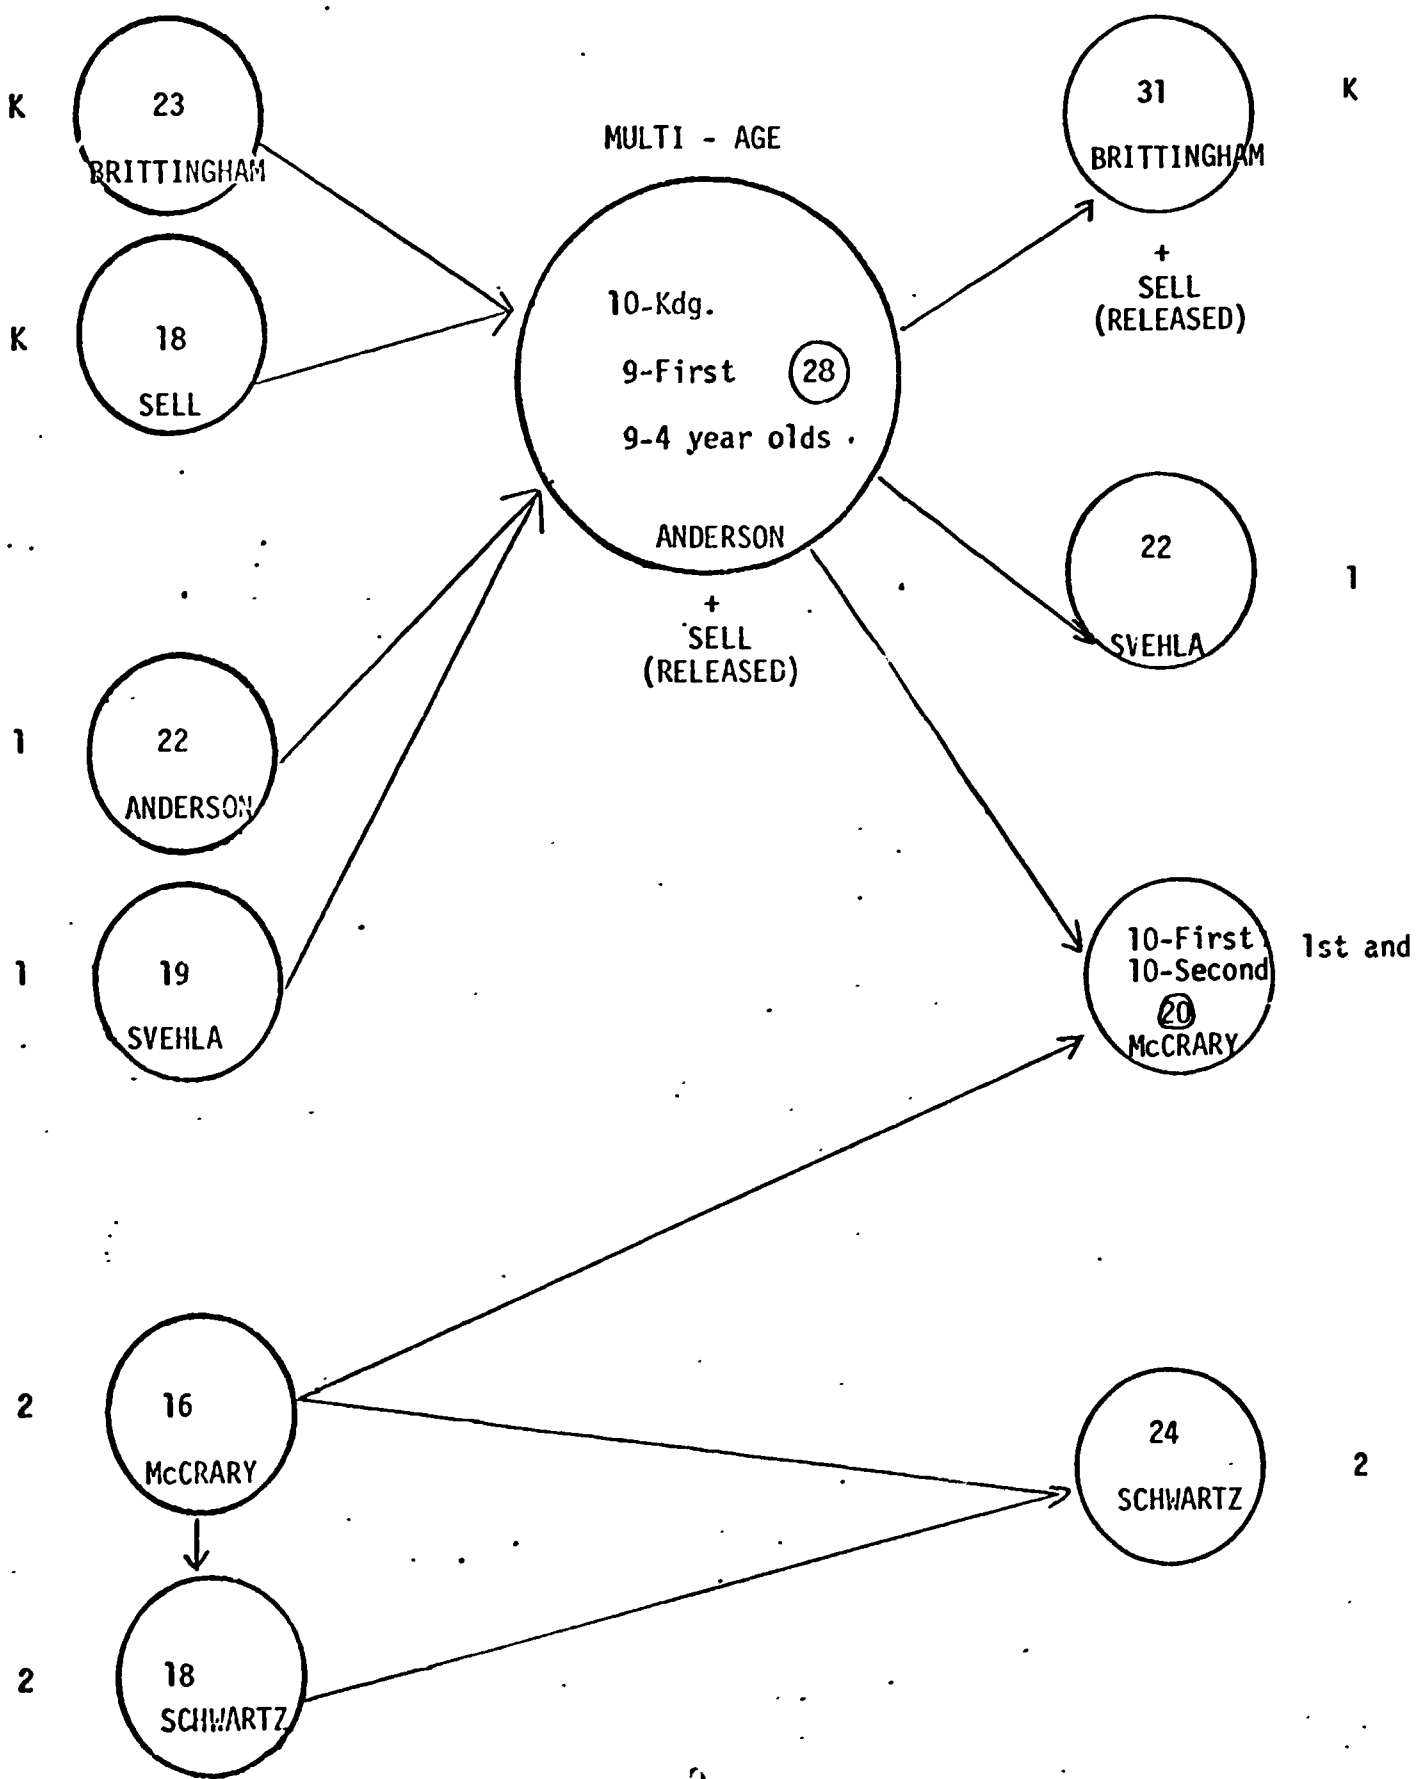 K
23
BRITTINGHAM
K
18
SELL
1
22
ANDERSON
1
19
SVEHLA
2
16
McCRARY
2
18
SCHWARTZ
MULTI - AGE
10-Kdg.
9-First 28
9-4 year olds
ANDERSON
+
SELL
(RELEASED)
31
BRITTINGHAM
K
+
SELL
(RELEASED)
22
SVEHLA
1
10-First
10-Second
20
McCRARY
1st and
24
SCHWARTZ
2